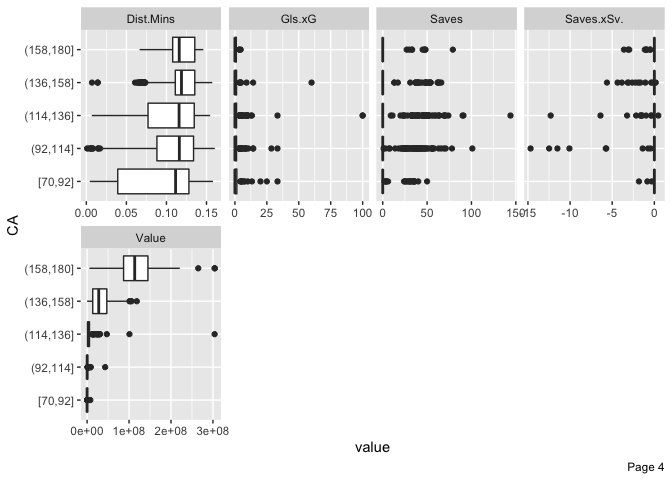 Dist.Mins Gls.xG Saves Saves.xSv.
(158,180]
(136,158]
(114,136]
(92,114]
[70,92]
0.00 0.05 0.10 0.15 0 25 50 75 100 0 50 100 150 -15 -10 -5 0
CA
Value
(158,180]
(136,158]
(114,136]
(92,114]
[70,92]
0e+00 1e+08 2e+08 3e+08
value
Page 4